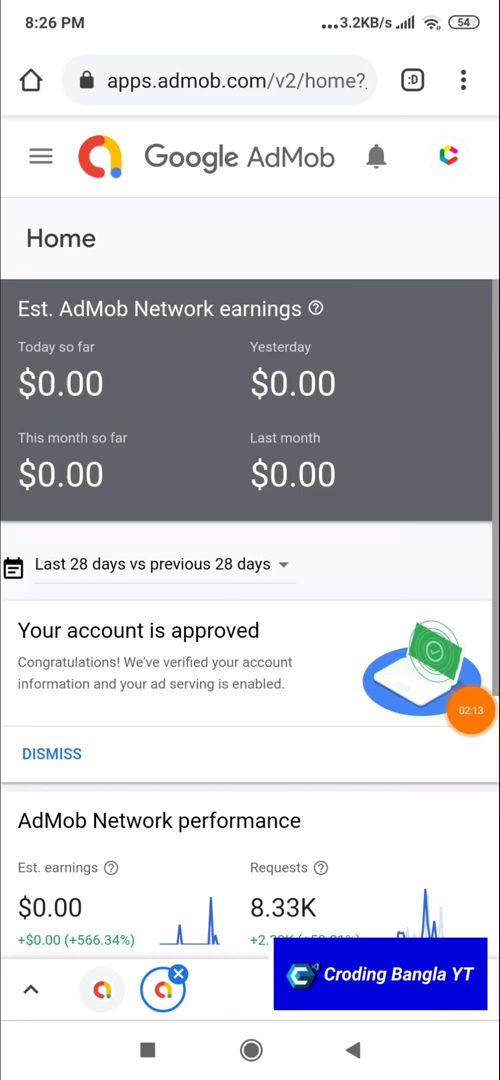 8:26 PM
...3.2KB/s
54
apps.admob.com/v2/home?
:D
Google AdMob
Home
Est. AdMob Network earnings
Today so far
Yesterday
$0.00
$0.00
This month so far
Last month
$0.00
$0.00
Last 28 days vs previous 28 days
Your account is approved
Congratulations! We've verified your account
information and your ad serving is enabled.
02:13
DISMISS
AdMob Network performance
Est. earnings
Requests
$0.00
8.33K
+$0.00 (+566.34%)
Croding Bangla YT